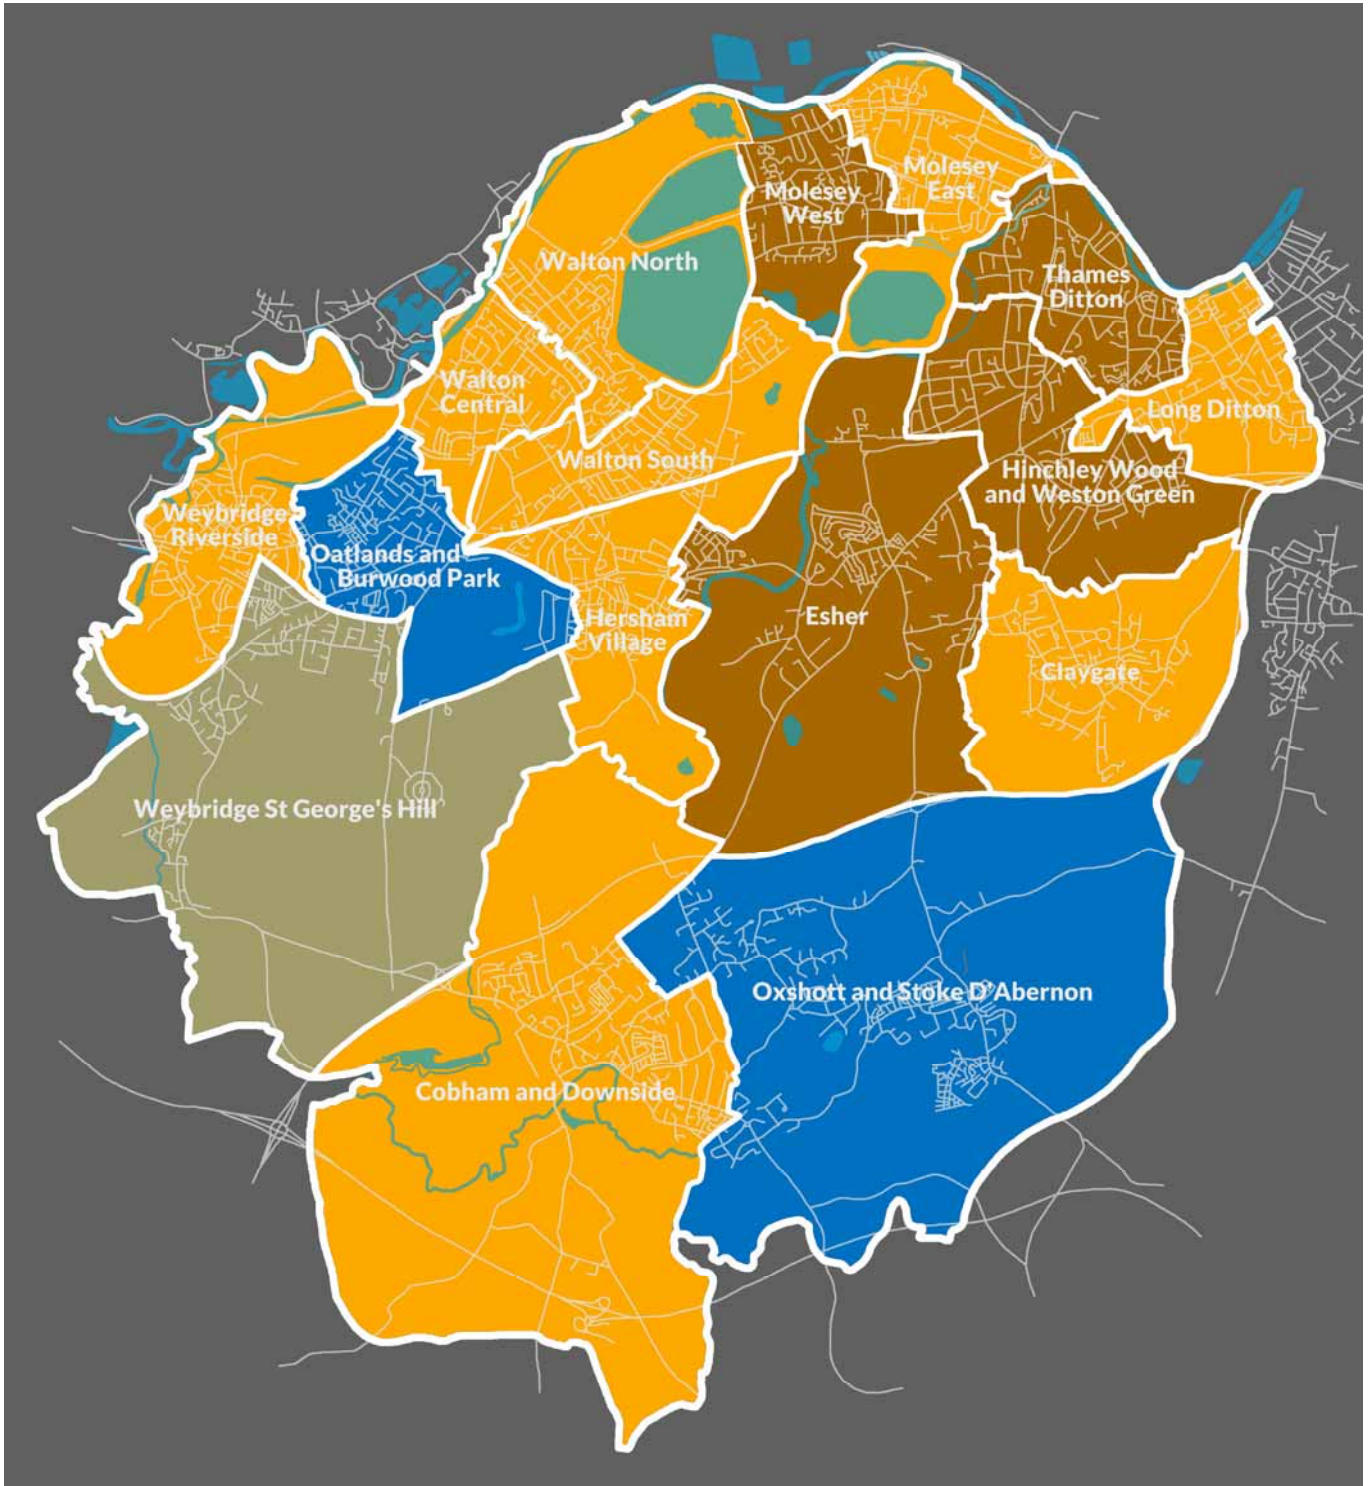 Molesey
East
Molesey
West
Walton North
Thames
Ditton
Walton
Central
Long Ditton
Walton South
Hinchley Wood
and Weston Green
Weybridge
Riverside
Oatlands and
Burwood Park
Hersham
Village
Esher
Claygate
Weybridge St George's Hill
Oxshott and Stoke D'Abernon
Cobham and Downside